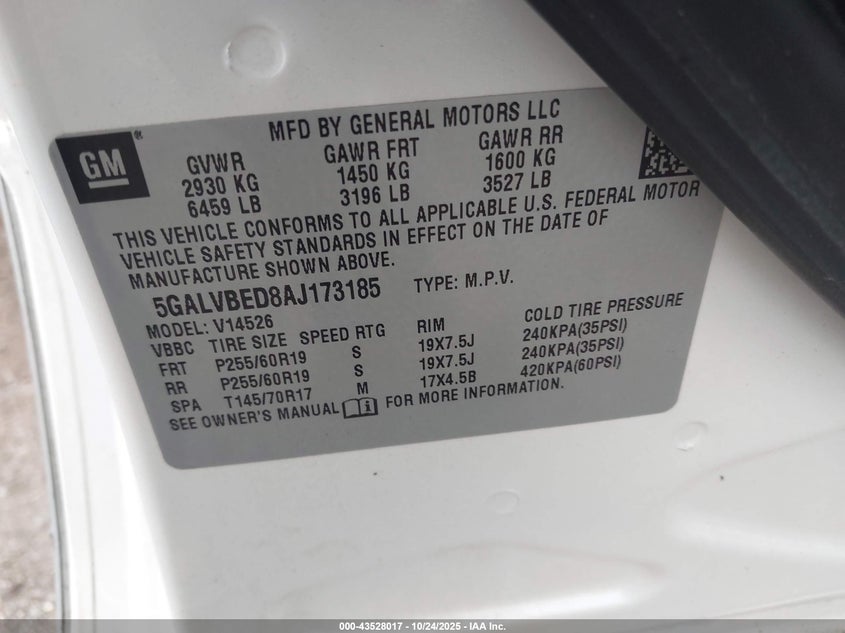 GM
®
MFD BY GENERAL MOTORS LLC
GVWR GAWR FRT GAWR RR
2930 KG 1450 KG 1600 KG
6459 LB 3196 LB 3527 LB
THIS VEHICLE CONFORMS TO ALL APPLICABLE U.S. FEDERAL MOTOR
VEHICLE SAFETY STANDARDS IN EFFECT ON THE DATE OF
MANUFACTURE SHOWN ABOVE.
5GALVBED8AJ173185 TYPE: M.P.V.
MODEL: V14526
VBBC TIRE SIZE SPEED RTG RIM COLD TIRE PRESSURE
FRT P255/60R19 S 19X7.5J 240KPA(35PSI)
RR P255/60R19 S 19X7.5J 240KPA(35PSI)
SPA T145/70R17 M 17X4.5B 420KPA(60PSI)
SEE OWNER'S MANUAL FOR MORE INFORMATION.
000-43528017 - 10/24/2025 - IAA Inc.